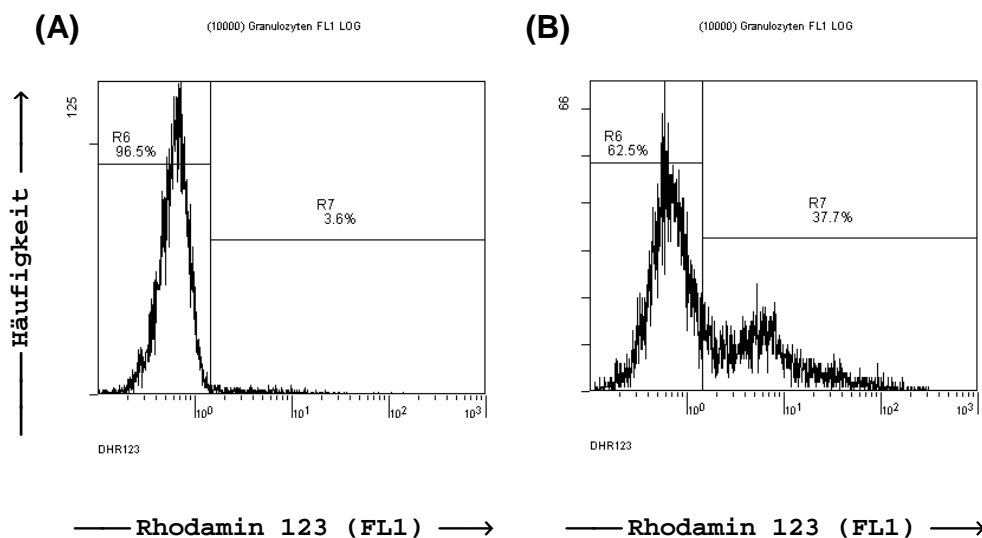 (A)
(10000) Granulozyten FL1 LOG
125
R6
96.5%
R7
3.6%
10^0
10^1
10^2
10^3
DHR123
(B)
(10000) Granulozyten FL1 LOG
66
R6
62.5%
R7
37.7%
10^0
10^1
10^2
10^3
DHR123
Häufigkeit
Rhodamin 123 (FL1)
Rhodamin 123 (FL1)